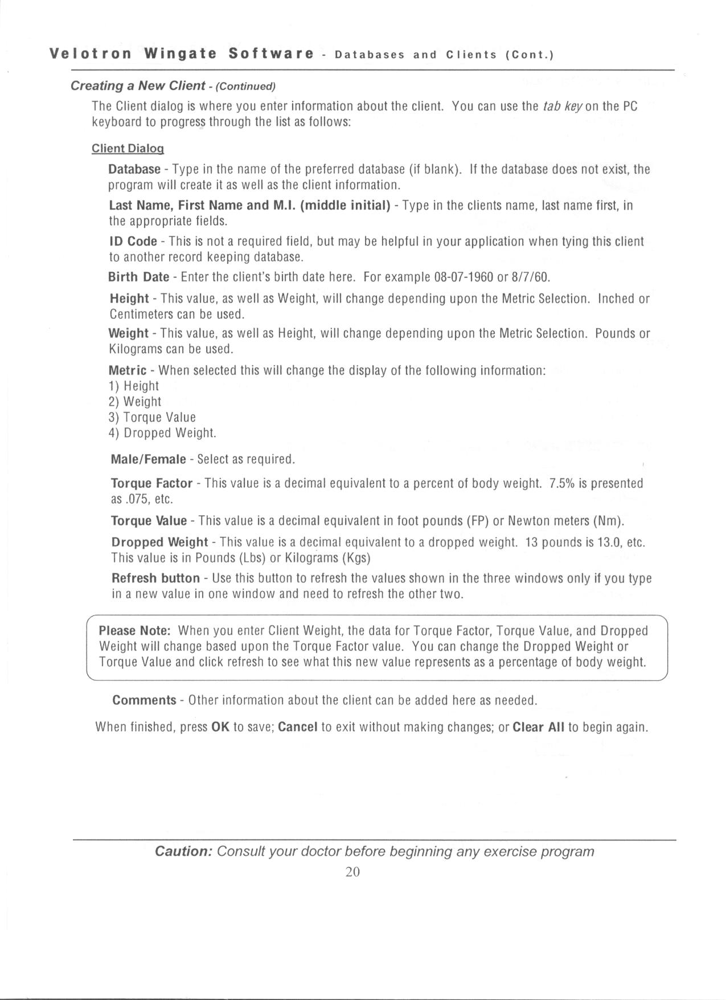 Velotron Wingate Software - Databases and Clients (Cont.)
Creating a New Client - (Continued)
The Client dialog is where you enter information about the client. You can use the tab key on the PC
keyboard to progress through the list as follows:
Client Dialog
Database - Type in the name of the preferred database (if blank). If the database does not exist, the
program will create it as well as the client information.
Last Name, First Name and M.I. (middle initial) - Type in the clients name, last name first, in
the appropriate fields.
ID Code - This is not a required field, but may be helpful in your application when tying this client
to another record keeping database.
Birth Date - Enter the client's birth date here. For example 08-07-1960 or 8/7/60.
Height - This value, as well as Weight, will change depending upon the Metric Selection. Inched or
Centimeters can be used.
Weight - This value, as well as Height, will change depending upon the Metric Selection. Pounds or
Kilograms can be used.
Metric - When selected this will change the display of the following information:
1) Height
2) Weight
3) Torque Value
4) Dropped Weight.
Male/Female - Select as required.
Torque Factor - This value is a decimal equivalent to a percent of body weight. 7.5% is presented
as .075, etc.
Torque Value - This value is a decimal equivalent in foot pounds (FP) or Newton meters (Nm).
Dropped Weight - This value is a decimal equivalent to a dropped weight. 13 pounds is 13.0, etc.
This value is in Pounds (Lbs) or Kilograms (Kgs)
Refresh button - Use this button to refresh the values shown in the three windows only if you type
in a new value in one window and need to refresh the other two.
Please Note: When you enter Client Weight, the data for Torque Factor, Torque Value, and Dropped
Weight will change based upon the Torque Factor value. You can change the Dropped Weight or
Torque Value and click refresh to see what this new value represents as a percentage of body weight.
Comments - Other information about the client can be added here as needed.
When finished, press OK to save; Cancel to exit without making changes; or Clear All to begin again.
Caution: Consult your doctor before beginning any exercise program
20